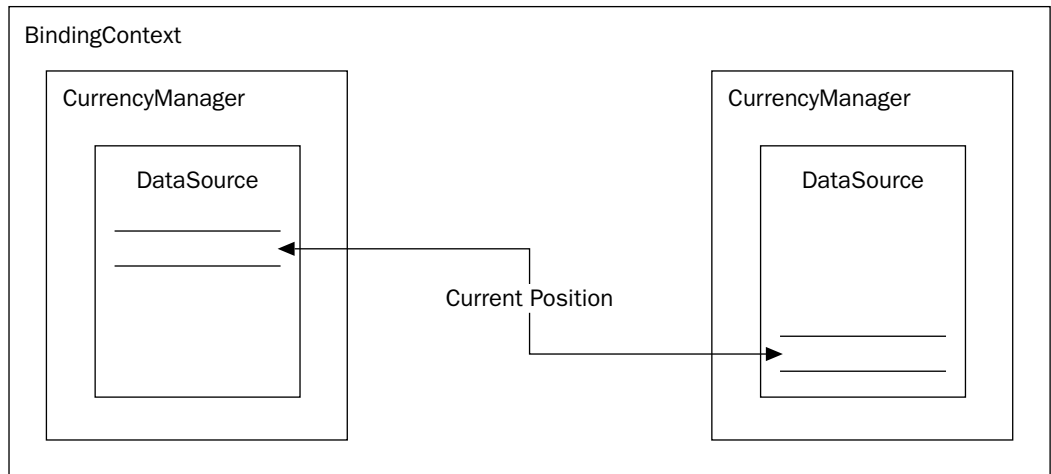 BindingContext
CurrencyManager
CurrencyManager
DataSource
DataSource
Current Position